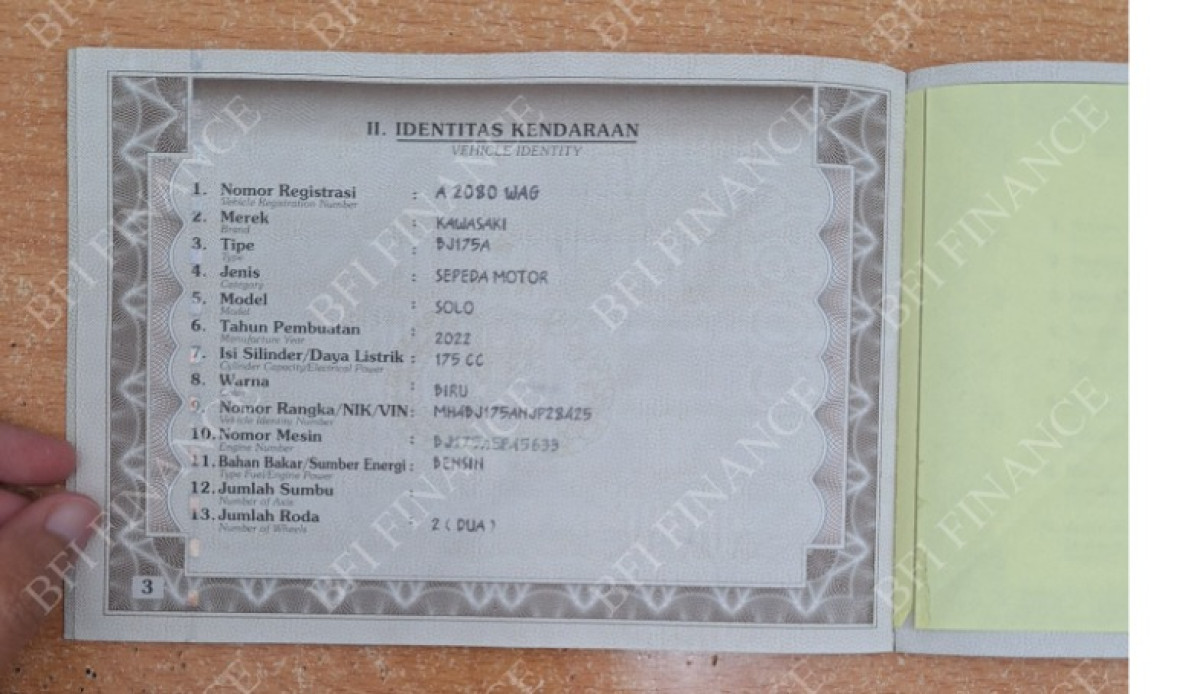 II. IDENTITAS KENDARAAN
VEHICLE IDENTITY
1. Nomor Registrasi : A 2080 WAG
Vehicle Registration Number
2. Merek : KAWASAKI
Brand
3. Tipe : BJ175A
Type
4. Jenis : SEPEDA MOTOR
Category
5. Model : SOLO
Model
6. Tahun Pembuatan : 2022
Manufacture Year
7. Isi Silinder/Daya Listrik : 175 CC
Cylinder Capacity/Electrical Power
8. Warna : BIRU
9. Nomor Rangka/NIK/VIN : MH4BJ175ANJP28425
Vehicle Identity Number
10. Nomor Mesin :
Engine Number
11. Bahan Bakar/Sumber Energi : BENSIN
Type Fuel/Engine Power
12. Jumlah Sumbu :
Number of Axis
13. Jumlah Roda : 2 ( DUA )
Number of Wheels
3
BFI FINANCE